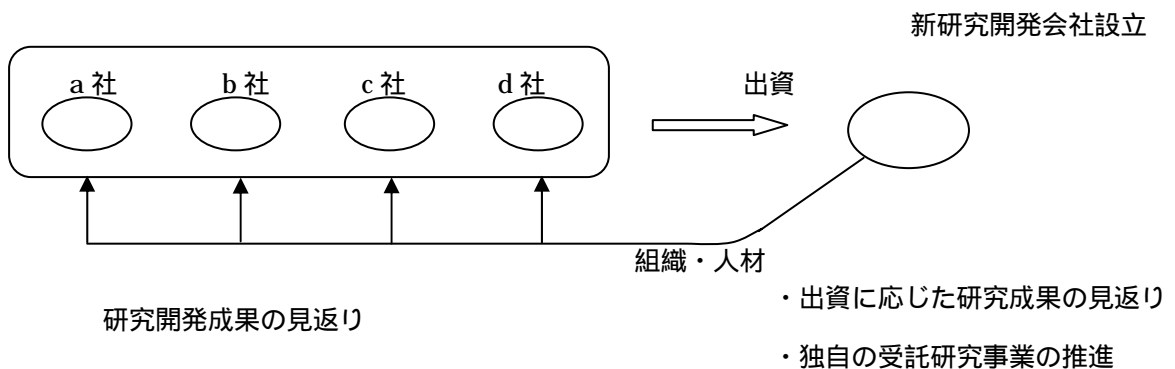 新研究開発会社設立
a 社 b 社 c 社 d 社
出資
組織・人材
・出資に応じた研究成果の見返り
研究開発成果の見返り
・独自の受託研究事業の推進